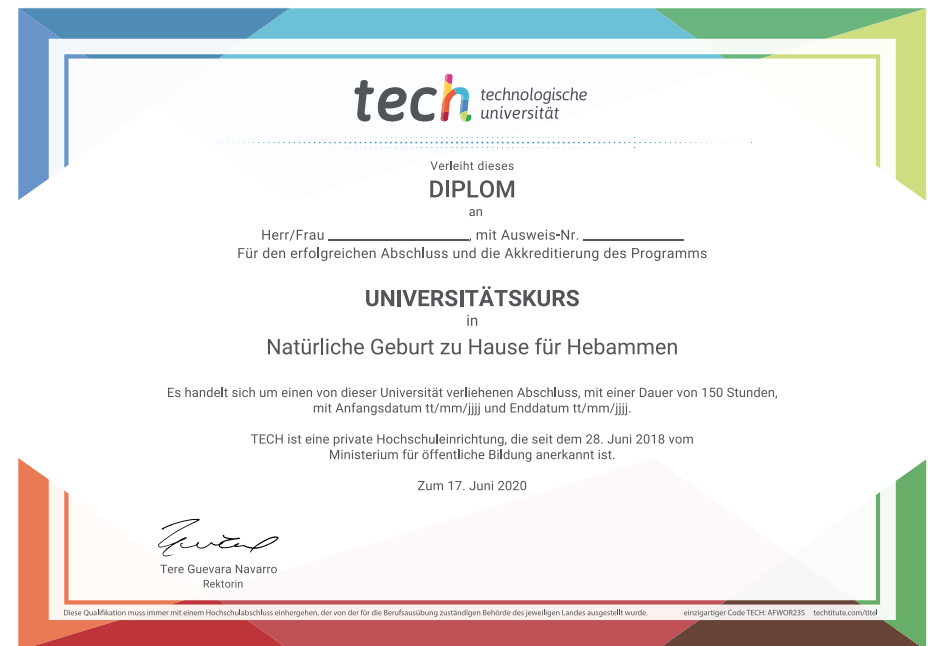 tech technologische
universität
Verleiht dieses
DIPLOM
an
Herr/Frau ____________________, mit Ausweis-Nr. ______________
Für den erfolgreichen Abschluss und die Akkreditierung des Programms
UNIVERSITÄTSKURS
in
Natürliche Geburt zu Hause für Hebammen
Es handelt sich um einen von dieser Universität verliehenen Abschluss, mit einer Dauer von 150 Stunden,
mit Anfangsdatum tt/mm/jjjj und Enddatum tt/mm/jjjj.
TECH ist eine private Hochschuleinrichtung, die seit dem 28. Juni 2018 vom
Ministerium für öffentliche Bildung anerkannt ist.
Zum 17. Juni 2020
Tere Guevara Navarro
Rektorin
Diese Qualifikation muss immer mit einem Hochschulabschluss einhergehen, der von der für die Berufsausübung zuständigen Behörde des jeweiligen Landes ausgestellt wurde. einzigartiger Code TECH: AFWOR23S techtitute.com/titel